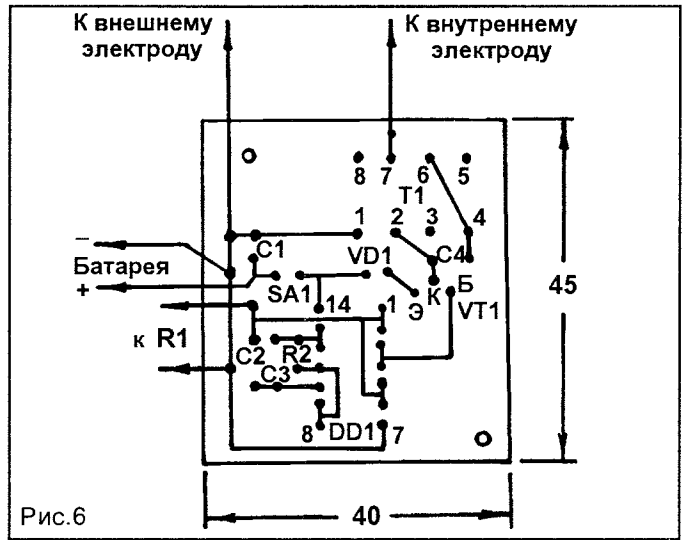 К внешнему
электроду
К внутреннему
электроду
8 7 6 5
T1
1 2 3 4
−
C1
VD1
C4
Батарея
+
SA1
К
Б
14
1
Э
VT1
45
к R1
C2
R2
C3
8
DD1
7
Рис.6
40